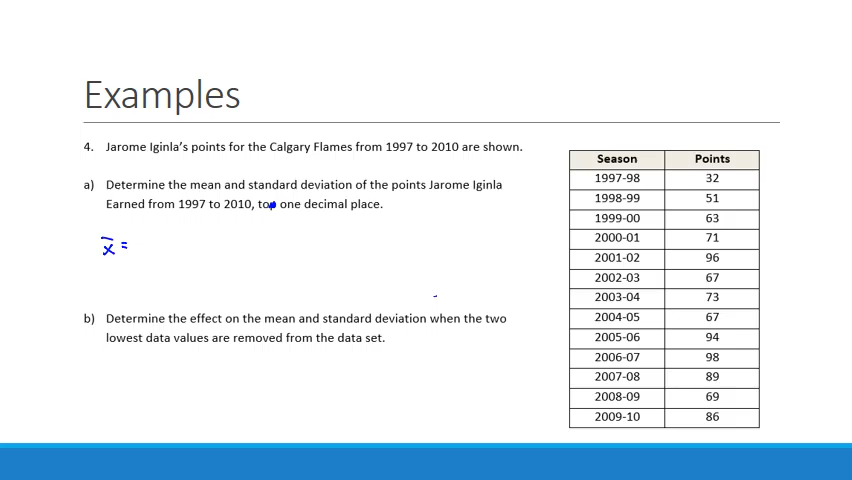 Examples
4. Jarome Iginla's points for the Calgary Flames from 1997 to 2010 are shown.
a) Determine the mean and standard deviation of the points Jarome Iginla
Earned from 1997 to 2010, to one decimal place.
x̄ =
b) Determine the effect on the mean and standard deviation when the two
lowest data values are removed from the data set.
Season Points
1997-98 32
1998-99 51
1999-00 63
2000-01 71
2001-02 96
2002-03 67
2003-04 73
2004-05 67
2005-06 94
2006-07 98
2007-08 89
2008-09 69
2009-10 86